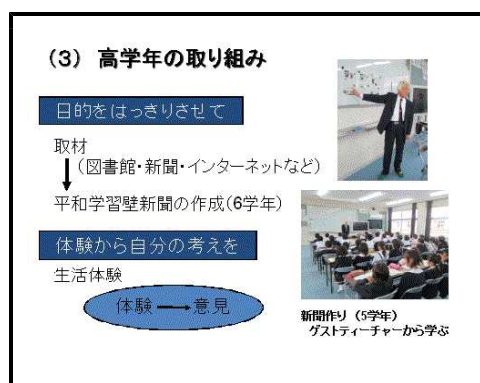 (3) 高学年の取り組み
目的をはっきりさせて
取材
(図書館・新聞・インターネットなど)
平和学習壁新聞の作成(6学年)
体験から自分の考えを
生活体験
体験→意見
新聞作り (5学年)
ゲストティーチャーから学ぶ